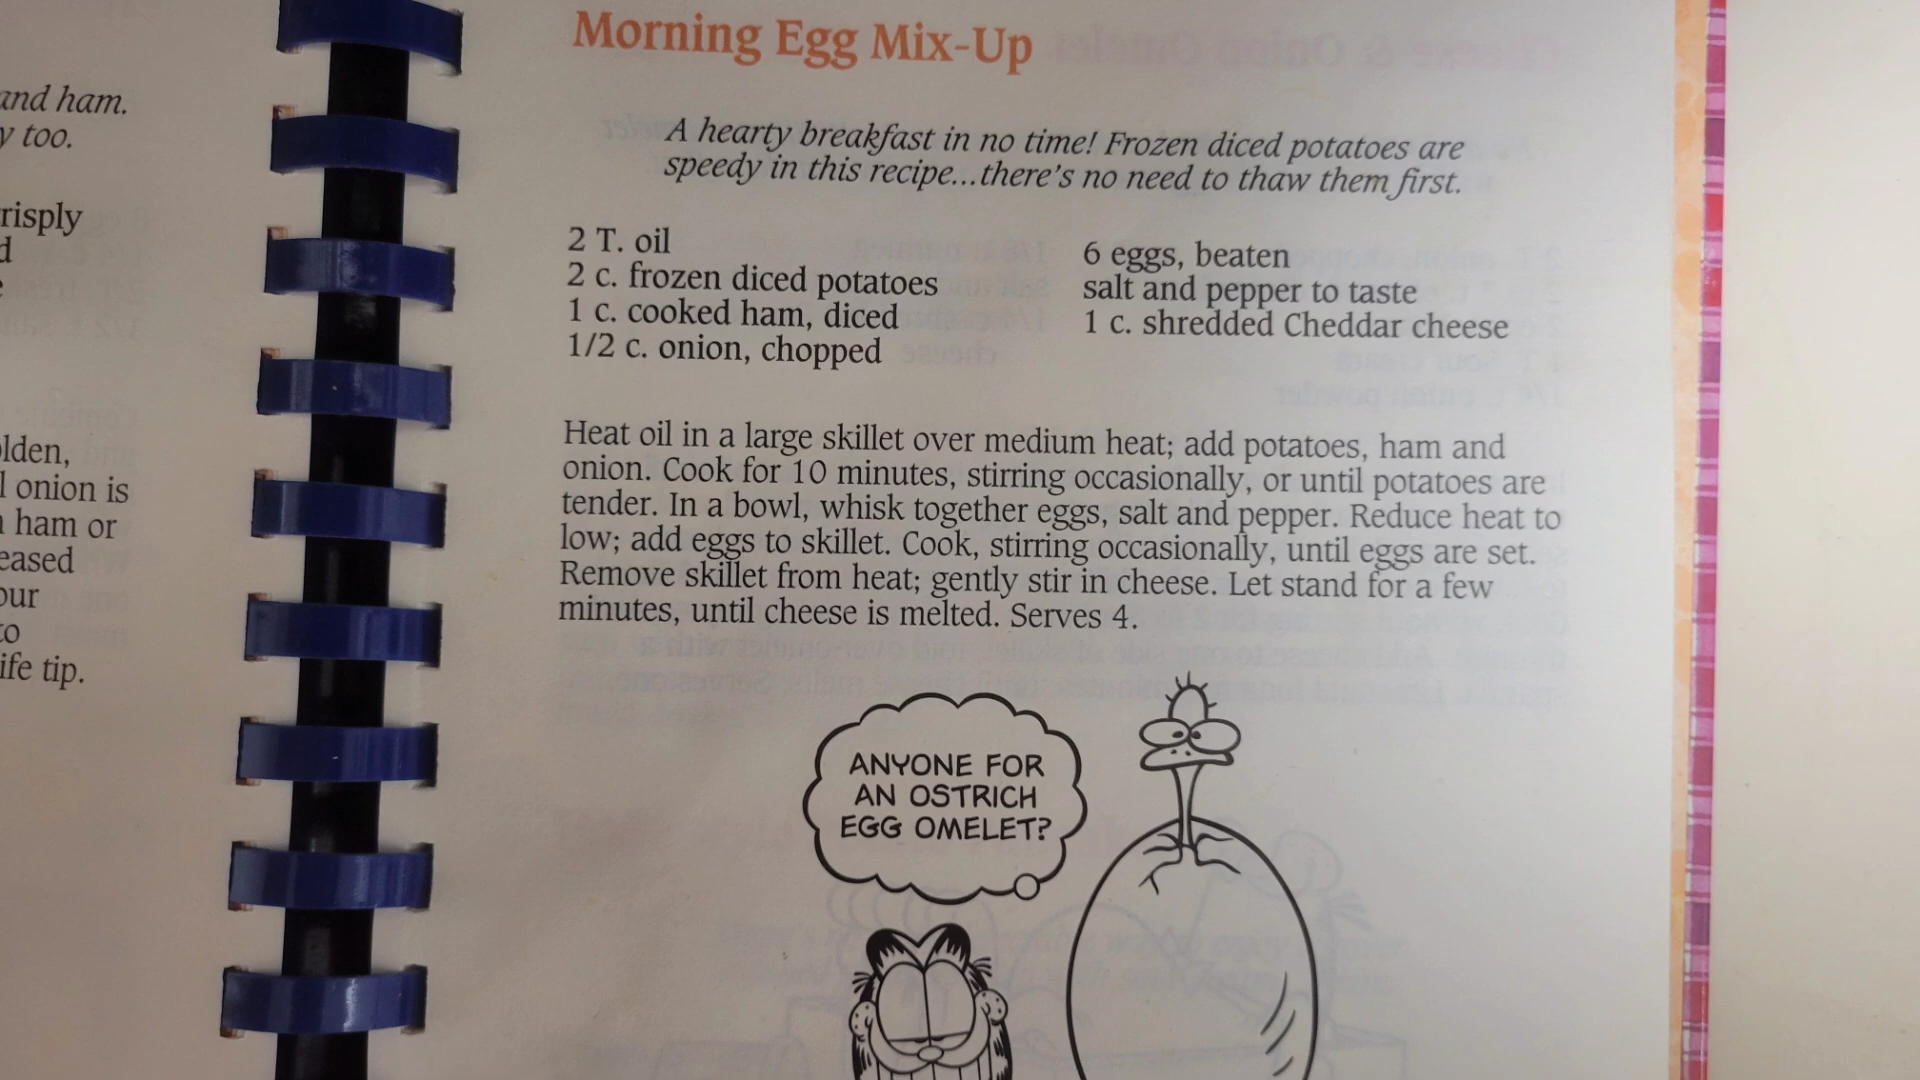 and ham.
too.
onion is
ham or
to
tip.
Morning Egg Mix-Up
A hearty breakfast in no time! Frozen diced potatoes are
speedy in this recipe...there's no need to thaw them first.
2 T. oil
2 c. frozen diced potatoes
1 c. cooked ham, diced
1/2 c. onion, chopped
6 eggs, beaten
salt and pepper to taste
1 c. shredded Cheddar cheese
Heat oil in a large skillet over medium heat; add potatoes, ham and
onion. Cook for 10 minutes, stirring occasionally, or until potatoes are
tender. In a bowl, whisk together eggs, salt and pepper. Reduce heat to
low; add eggs to skillet. Cook, stirring occasionally, until eggs are set.
Remove skillet from heat; gently stir in cheese. Let stand for a few
minutes, until cheese is melted. Serves 4.
ANYONE FOR
AN OSTRICH
EGG OMELET?